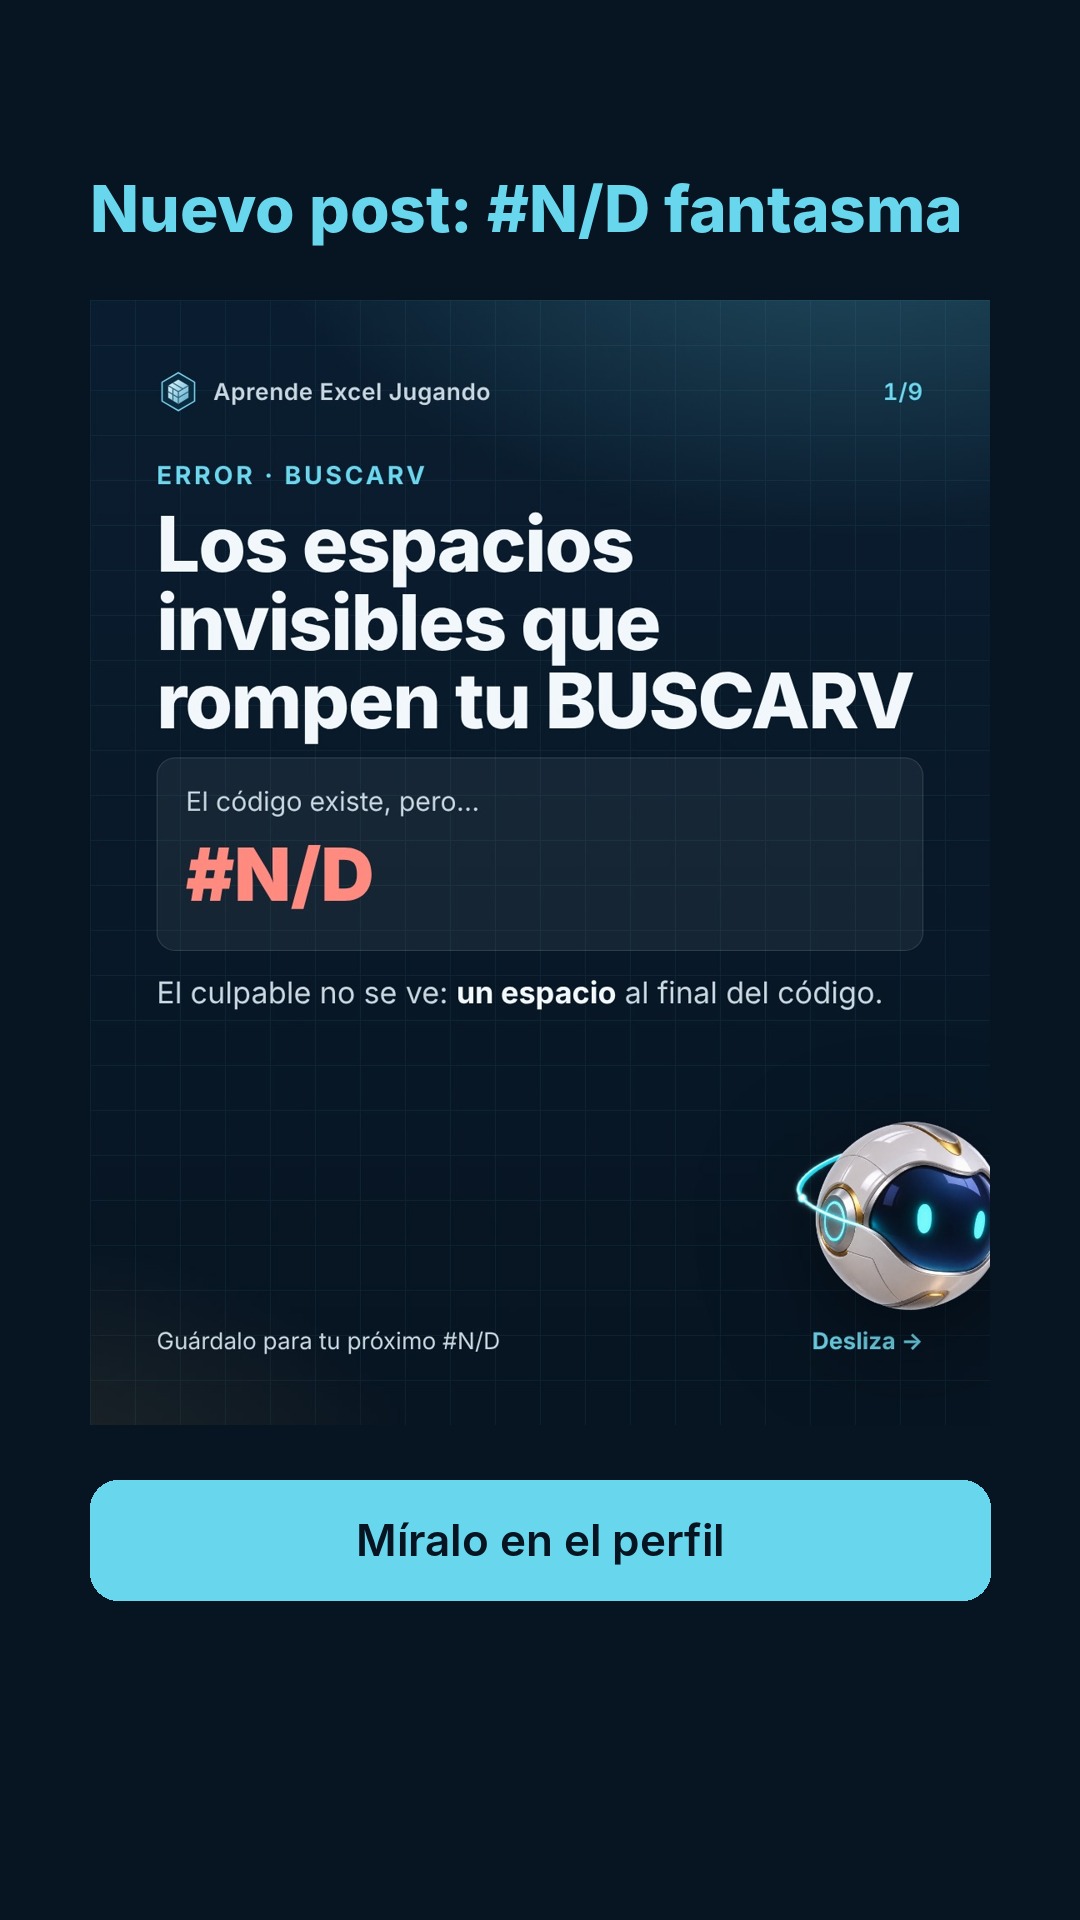 Nuevo post: #N/D fantasma
Aprende Excel Jugando
1/9
ERROR · BUSCARV
Los espacios
invisibles que
rompen tu BUSCARV
El código existe, pero...
#N/D
El culpable no se ve: un espacio al final del código.
Guárdalo para tu próximo #N/D
Desliza →
Míralo en el perfil